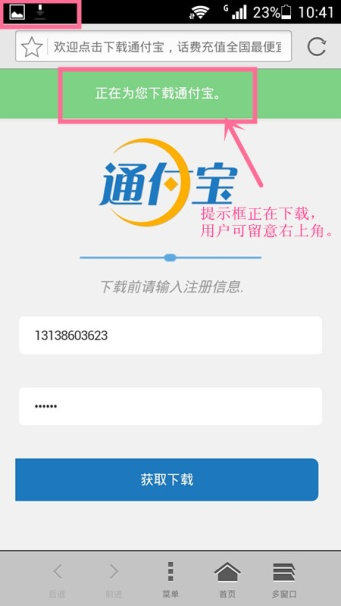 G 23% 10:41
欢迎点击下载通付宝，话费充值全国最便宜
正在为您下载通付宝。
通付宝
提示框正在下载，
用户可留意右上角。
下载前请输入注册信息.
13138603623
••••••
获取下载
后退 前进 菜单 首页 多窗口